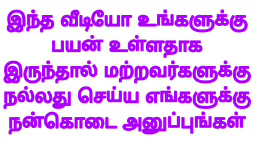 இந்த வீடியோ உங்களுக்கு
பயன் உள்ளதாக
இருந்தால் மற்றவர்களுக்கு
நல்லது செய்ய எங்களுக்கு
நன்கொடை அனுப்புங்கள்